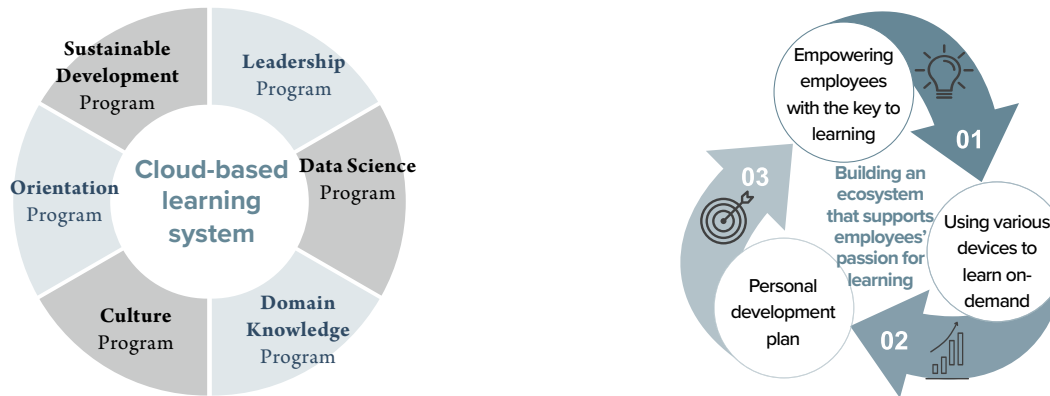 Sustainable
Development
Program
Leadership
Program
Orientation
Program
Cloud-based
learning
system
Data Science
Program
Culture
Program
Domain
Knowledge
Program
Empowering
employees
with the key to
learning
01
03
Building an
ecosystem
that supports
employees’
passion for
learning
Using various
devices to
learn on-
demand
Personal
development
plan
02